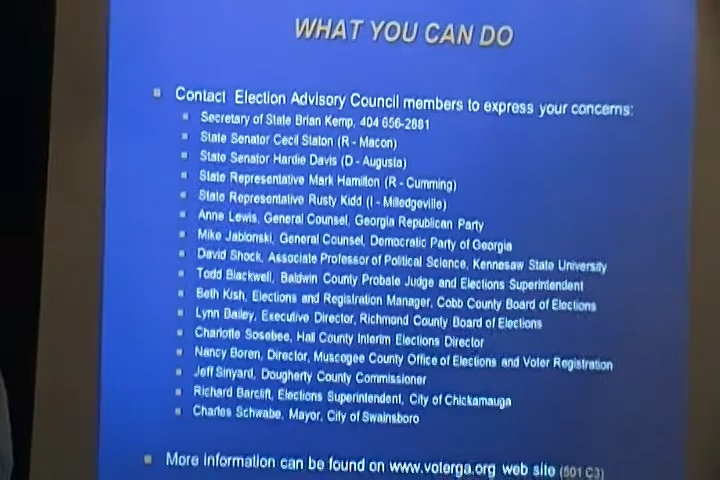 WHAT YOU CAN DO
Contact Election Advisory Council members to express your concerns:
Secretary of State Brian Kemp, 404 656-2881
State Senator Cecil Staton (R - Macon)
State Senator Hardie Davis (D - Augusta)
State Representative Mark Hamilton (R - Cumming)
State Representative Rusty Kidd (I - Milledgeville)
Anne Lewis, General Counsel, Georgia Republican Party
Mike Jablonski, General Counsel, Democratic Party of Georgia
David Shock, Associate Professor of Political Science, Kennesaw State University
Todd Blackwell, Baldwin County Probate Judge and Elections Superintendent
Beth Kish, Elections and Registration Manager, Cobb County Board of Elections
Lynn Bailey, Executive Director, Richmond County Board of Elections
Charlotte Sosebee, Hall County Interim Elections Director
Nancy Boren, Director, Muscogee County Office of Elections and Voter Registration
Jeff Sinyard, Dougherty County Commissioner
Richard Barclift, Elections Superintendent, City of Chickamauga
Charles Schwabe, Mayor, City of Swainsboro
More information can be found on www.voterga.org web site (501 C3)